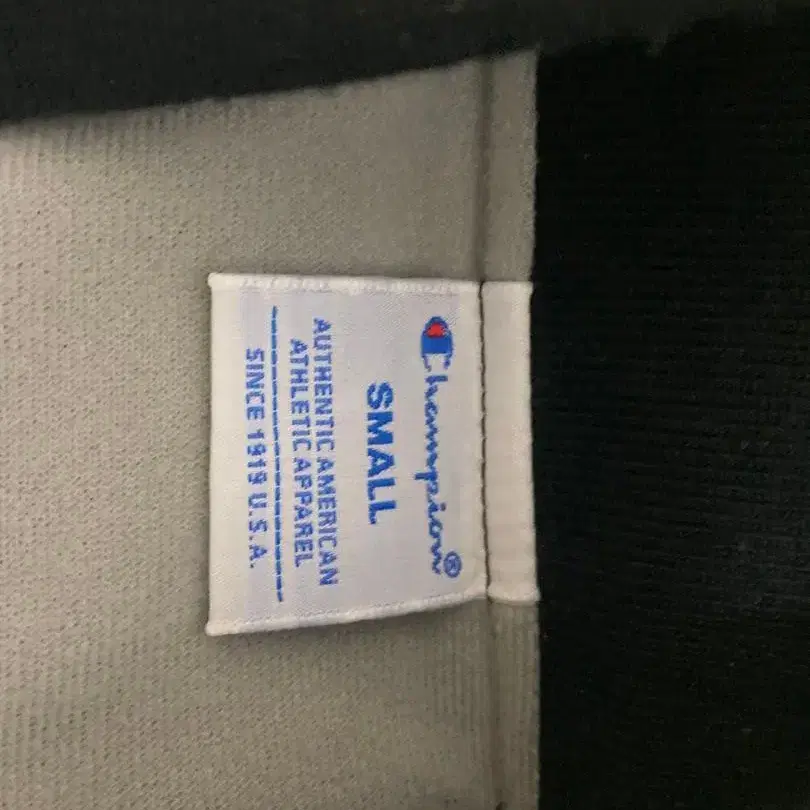 Champion®
SMALL
AUTHENTIC AMERICAN
ATHLETIC APPAREL
SINCE 1919 U.S.A.